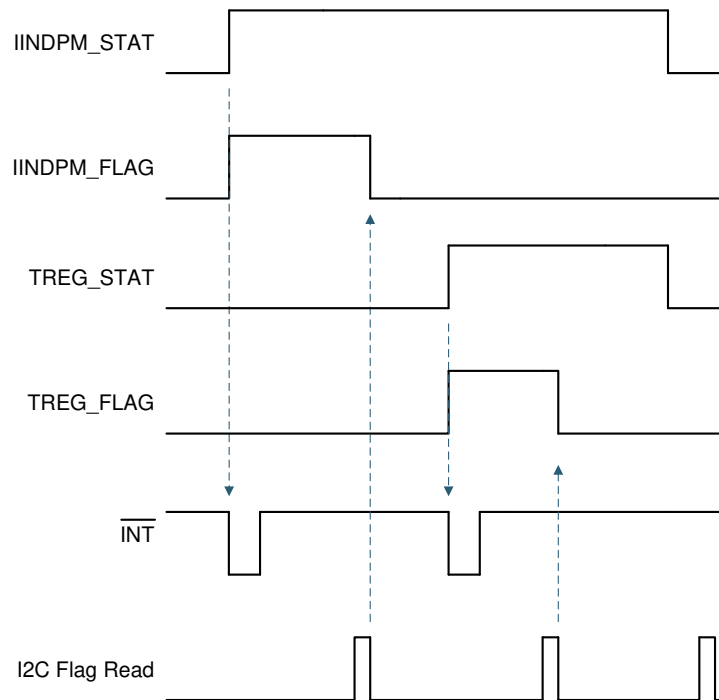 IINDPM_STAT
IINDPM_FLAG
TREG_STAT
TREG_FLAG
INT
I2C Flag Read